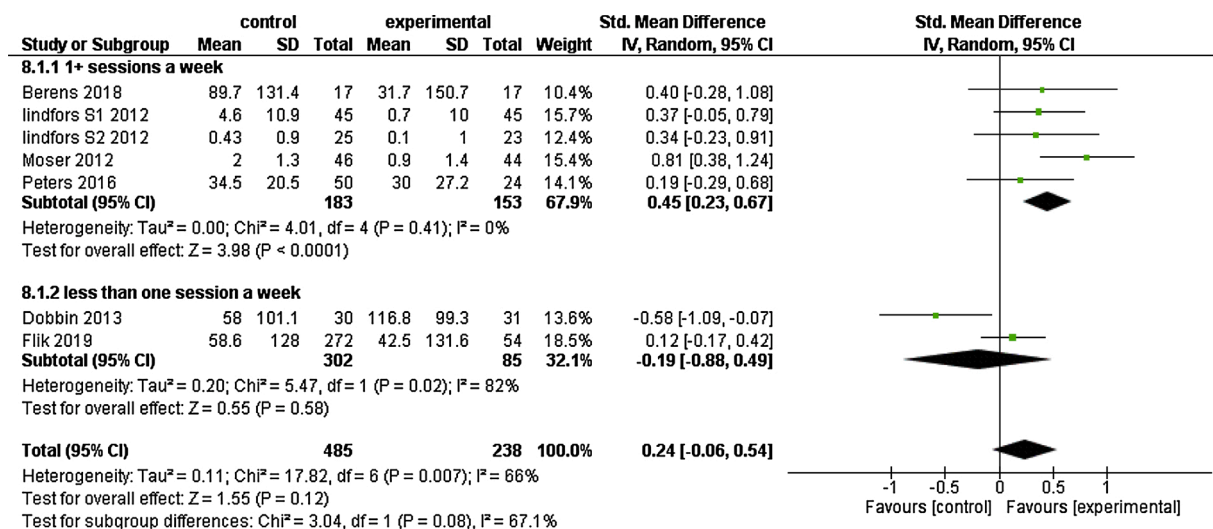 control experimental Std. Mean Difference Std. Mean Difference
Study or Subgroup Mean SD Total Mean SD Total Weight IV, Random, 95% CI IV, Random, 95% CI
8.1.1 1+ sessions a week
Berens 2018 89.7 131.4 17 31.7 150.7 17 10.4% 0.40 [-0.28, 1.08]
lindfors S1 2012 4.6 10.9 45 0.7 10 45 15.7% 0.37 [-0.05, 0.79]
lindfors S2 2012 0.43 0.9 25 0.1 1 23 12.4% 0.34 [-0.23, 0.91]
Moser 2012 2 1.3 46 0.9 1.4 44 15.4% 0.81 [0.38, 1.24]
Peters 2016 34.5 20.5 50 30 27.2 24 14.1% 0.19 [-0.29, 0.68]
Subtotal (95% CI) 183 153 67.9% 0.45 [0.23, 0.67]
Heterogeneity: Tau² = 0.00; Chi² = 4.01, df = 4 (P = 0.41); I² = 0%
Test for overall effect: Z = 3.98 (P < 0.0001)
8.1.2 less than one session a week
Dobbin 2013 58 101.1 30 116.8 99.3 31 13.6% -0.58 [-1.09, -0.07]
Flik 2019 58.6 128 272 42.5 131.6 54 18.5% 0.12 [-0.17, 0.42]
Subtotal (95% CI) 302 85 32.1% -0.19 [-0.88, 0.49]
Heterogeneity: Tau² = 0.20; Chi² = 5.47, df = 1 (P = 0.02); I² = 82%
Test for overall effect: Z = 0.55 (P = 0.58)
Total (95% CI) 485 238 100.0% 0.24 [-0.06, 0.54]
Heterogeneity: Tau² = 0.11; Chi² = 17.82, df = 6 (P = 0.007); I² = 66%
Test for overall effect: Z = 1.55 (P = 0.12)
Test for subgroup differences: Chi² = 3.04, df = 1 (P = 0.08), I² = 67.1%
-1 -0.5 0 0.5 1
Favours [control] Favours [experimental]